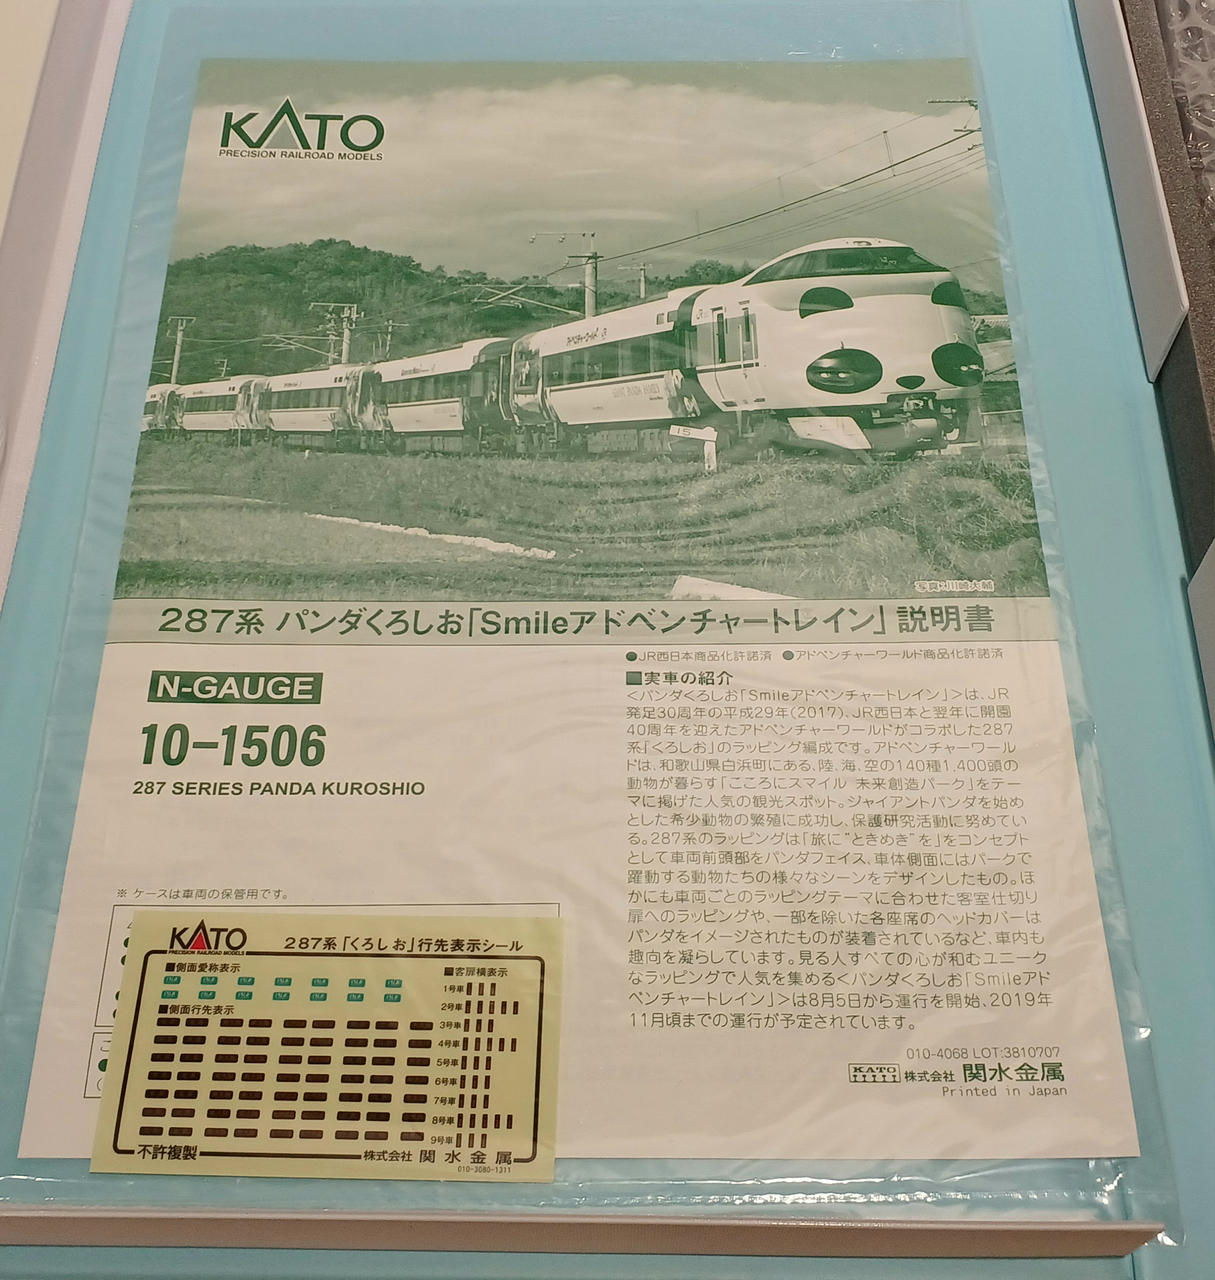 KATO
PRECISION RAILROAD MODELS
15
写真・川崎大輔
287系 パンダくろしお「Smileアドベンチャートレイン」説明書
N-GAUGE
10-1506
287 SERIES PANDA KUROSHIO
※ ケースは車両の保管用です。
●JR西日本商品化許諾済 ●アドベンチャーワールド商品化許諾済
■実車の紹介
<パンダくろしお「Smileアドベンチャートレイン」>は、JR
発足30周年の平成29年(2017)、JR西日本と翌年に開園
40周年を迎えたアドベンチャーワールドがコラボした287
系『くろしお』のラッピング編成です。アドベンチャーワール
ドは、和歌山県白浜町にある、陸、海、空の140種1,400頭の
動物が暮らす「こころにスマイル 未来創造パーク」をテー
マに掲げた人気の観光スポット。ジャイアントパンダを始め
とした希少動物の繁殖に成功し、保護研究活動に努めてい
る。287系のラッピングは「旅に"ときめき"を」をコンセプト
として車両前頭部をパンダフェイス、車体側面にはパークで
躍動する動物たちの様々なシーンをデザインしたもの。ほ
かにも車両ごとのラッピングテーマに合わせた客室仕切り
扉へのラッピングや、一部を除いた各座席のヘッドカバーは
パンダをイメージされたものが装着されているなど、車内も
趣向を凝らしています。見る人すべての心が和むユニーク
なラッピングで人気を集める<パンダくろしお「Smileアド
ベンチャートレイン」>は8月5日から運行を開始、2019年
11月頃までの運行が予定されています。
010-4068 LOT:3810707
KATO 株式会社 関水金属
Printed in Japan
KATO
PRECISION RAILROAD MODELS
287系「くろしお」行先表示シール
■側面愛称表示
■客扉横表示
■側面行先表示
1号車
2号車
3号車
4号車
5号車
6号車
7号車
8号車
9号車
不許複製
株式会社 関水金属
010-3080-1311